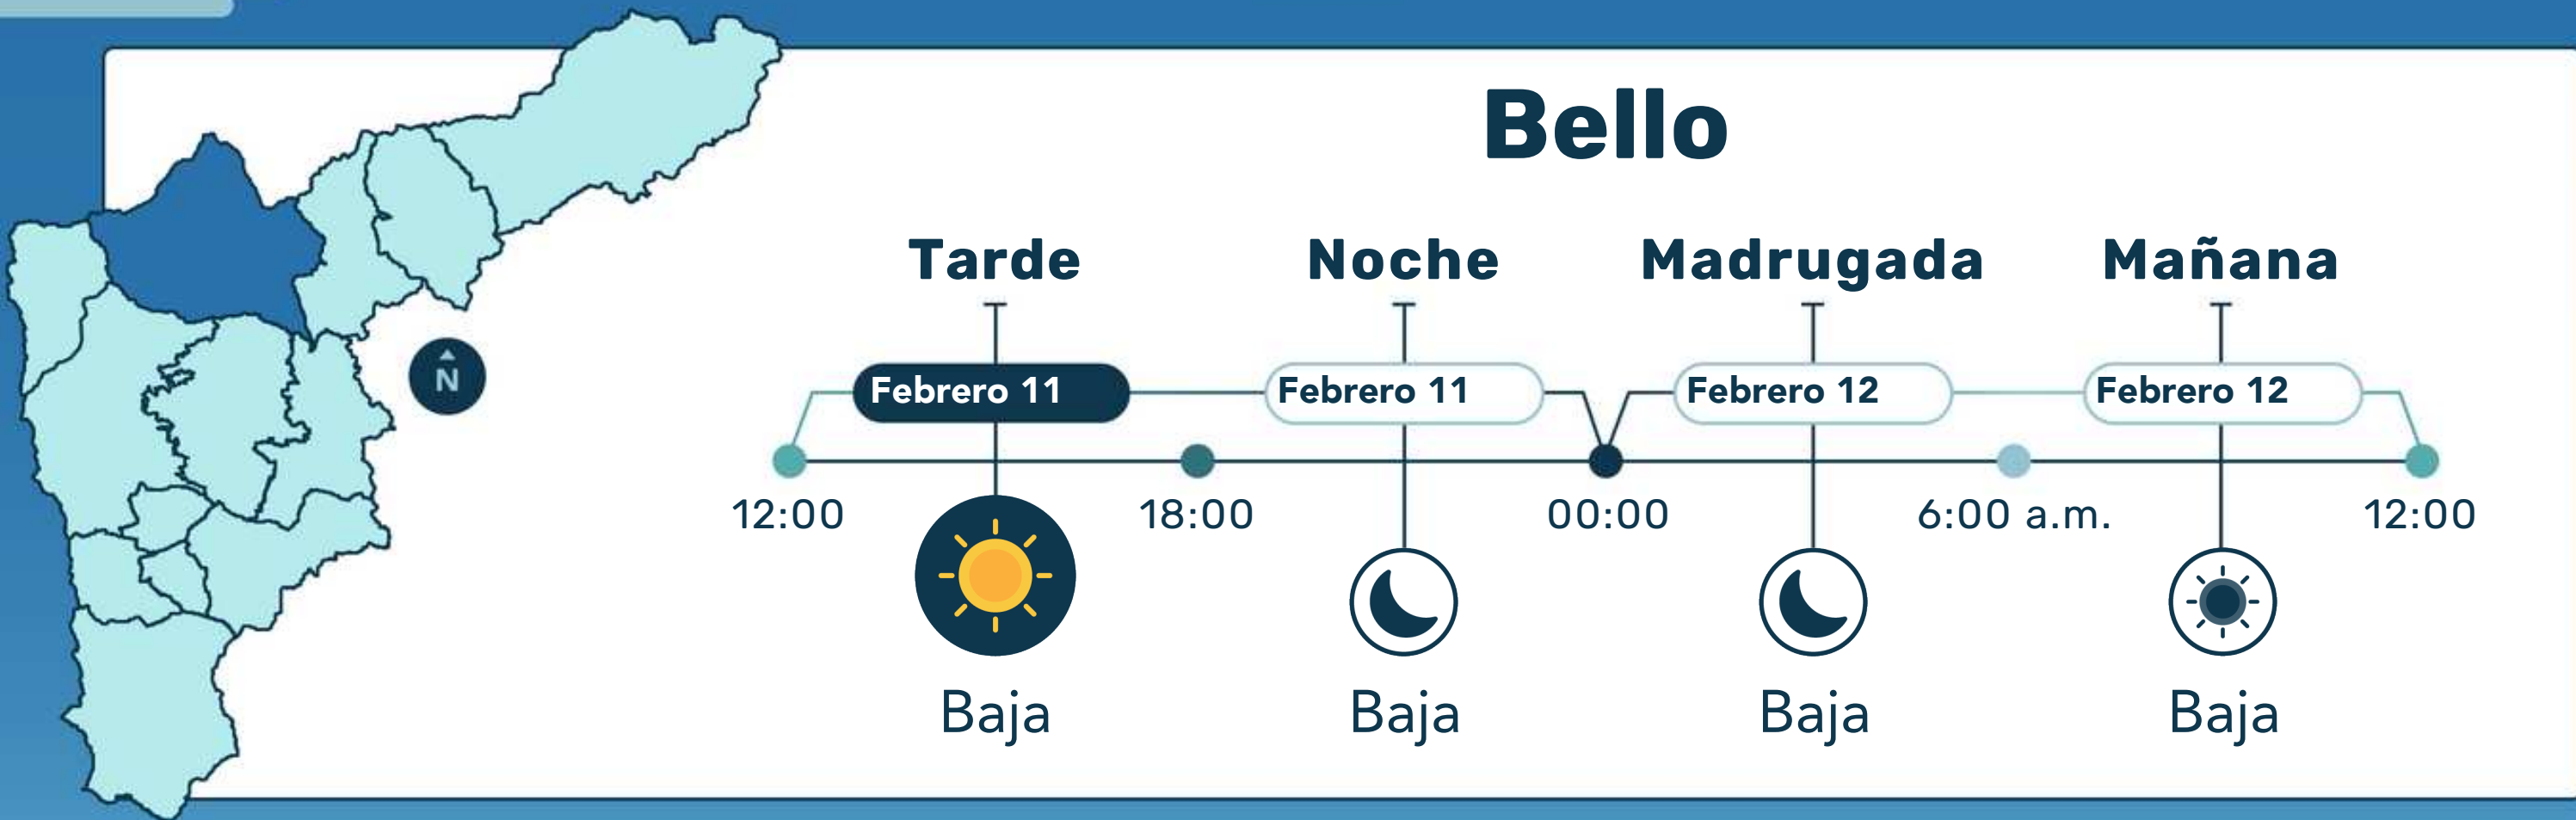 Bello
Tarde
Noche
Madrugada
Mañana
Febrero 11
Febrero 11
Febrero 12
Febrero 12
N
12:00
18:00
00:00
6:00 a.m.
12:00
Baja
Baja
Baja
Baja